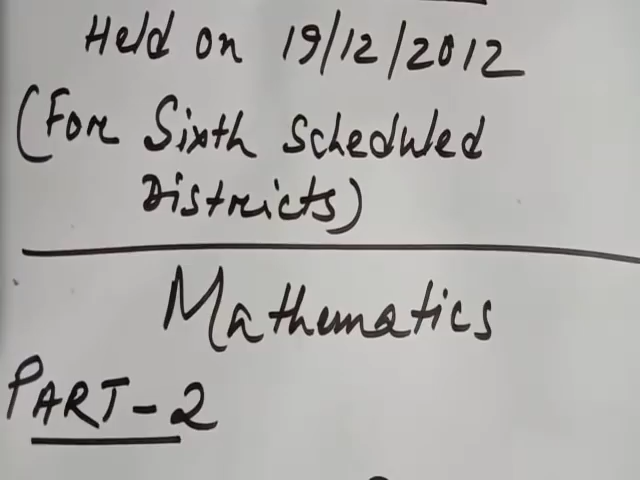 Held on 19/12/2012
(For Sixth Scheduled
Districts)
Mathematics
PART-2